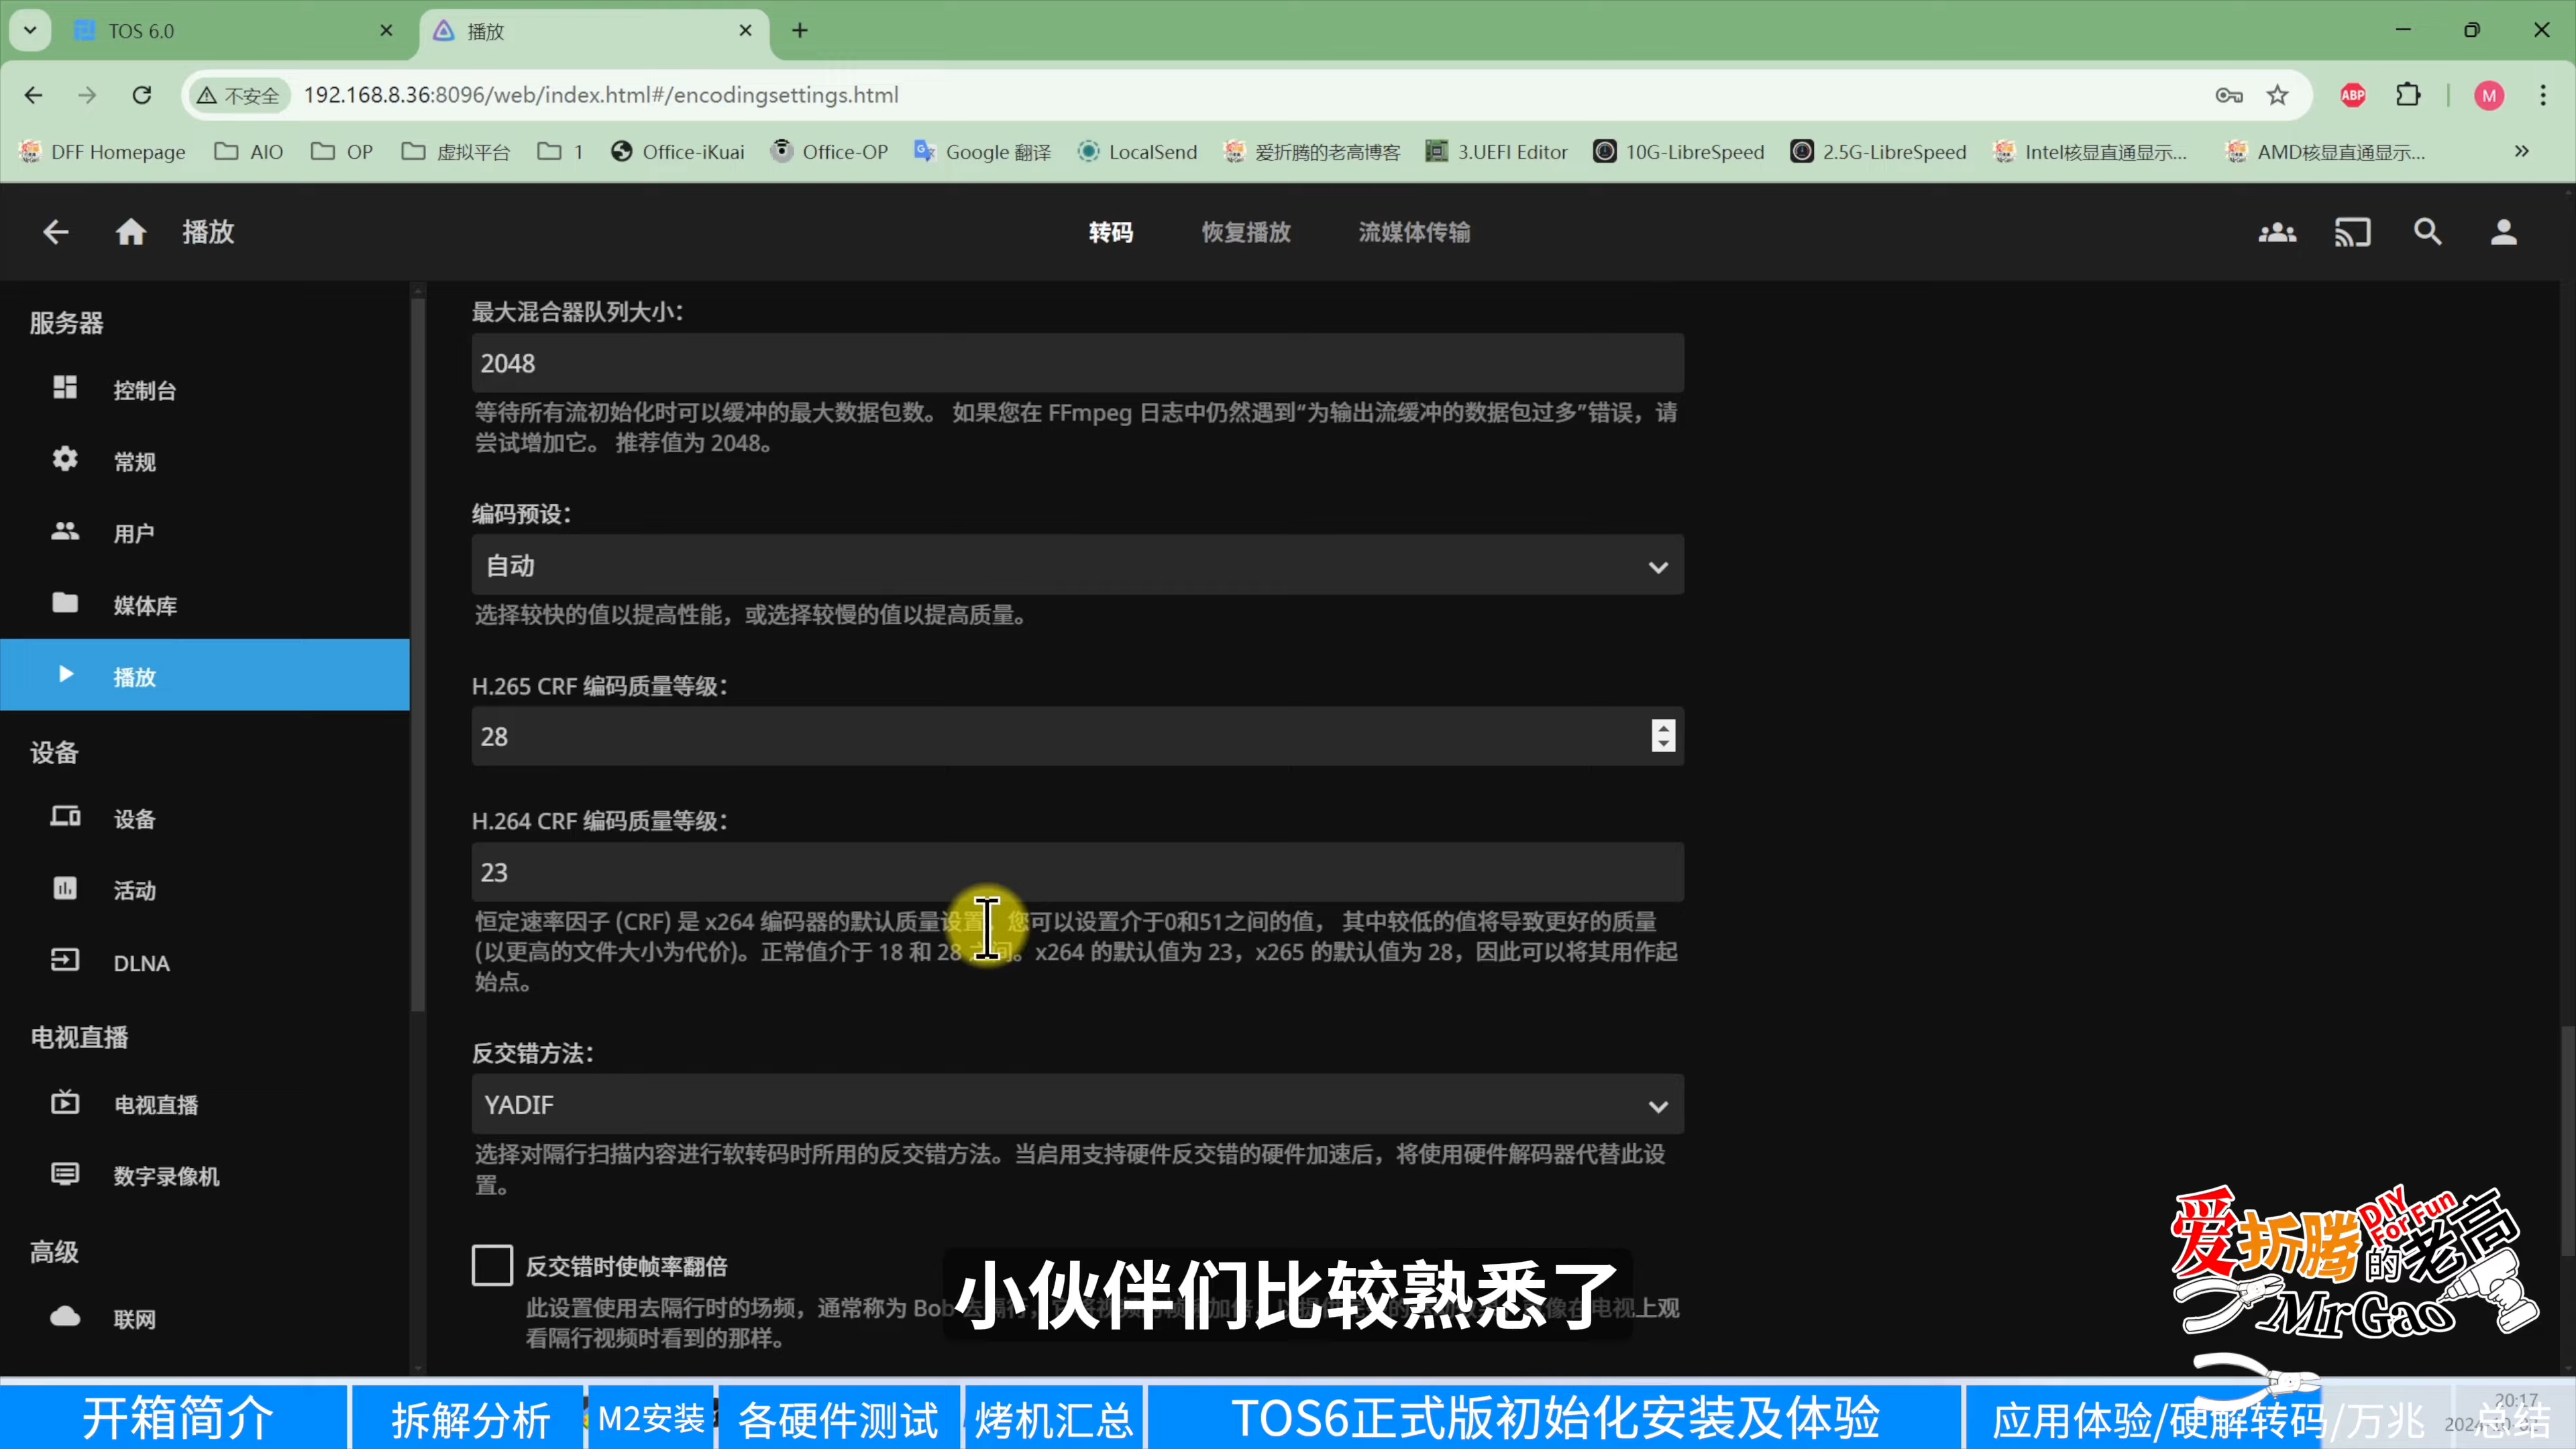 TOS 6.0
播放
不安全
192.168.8.36:8096/web/index.html#/encodingsettings.html
ABP
M
DFF Homepage
AIO
OP
虚拟平台
1
Office-iKuai
Office-OP
Google 翻译
LocalSend
爱折腾的老高博客
3.UEFI Editor
10G-LibreSpeed
2.5G-LibreSpeed
Intel核显直通显示...
AMD核显直通显示...
播放
转码
恢复播放
流媒体传输
服务器
控制台
常规
用户
媒体库
播放
设备
设备
活动
DLNA
电视直播
电视直播
数字录像机
高级
联网
最大混合器队列大小:
2048
等待所有流初始化时可以缓冲的最大数据包数。 如果您在 FFmpeg 日志中仍然遇到“为输出流缓冲的数据包过多”错误，请
尝试增加它。 推荐值为 2048。
编码预设:
自动
选择较快的值以提高性能，或选择较慢的值以提高质量。
H.265 CRF 编码质量等级:
28
H.264 CRF 编码质量等级:
23
恒定速率因子 (CRF) 是 x264 编码器的默认质量设置 您可以设置介于0和51之间的值， 其中较低的值将导致更好的质量
(以更高的文件大小为代价)。正常值介于 18 和 28 之间。x264 的默认值为 23，x265 的默认值为 28，因此可以将其用作起
始点。
反交错方法:
YADIF
选择对隔行扫描内容进行软转码时所用的反交错方法。当启用支持硬件反交错的硬件加速后，将使用硬件解码器代替此设
置。
反交错时使帧率翻倍
此设置使用去隔行时的场频，通常称为 Bob 电视上观
看隔行视频时看到的那样。
小伙伴们比较熟悉了
爱折腾的老高
DIY For Fun
MrGao
开箱简介
拆解分析
M2安装
各硬件测试
烤机汇总
TOS6正式版初始化安装及体验
应用体验/硬解转码/万兆
总结
20:17